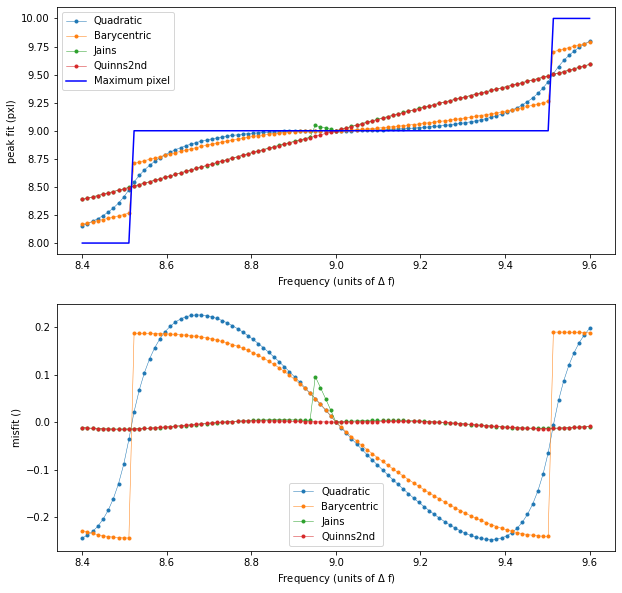 10.00
9.75
9.50
9.25
9.00
8.75
8.50
8.25
8.00
peak fit (pxl)
Quadratic
Barycentric
Jains
Quinns2nd
Maximum pixel
8.4 8.6 8.8 9.0 9.2 9.4 9.6
Frequency (units of Δ f)
0.2
0.1
0.0
−0.1
−0.2
misfit ()
Quadratic
Barycentric
Jains
Quinns2nd
8.4 8.6 8.8 9.0 9.2 9.4 9.6
Frequency (units of Δ f)